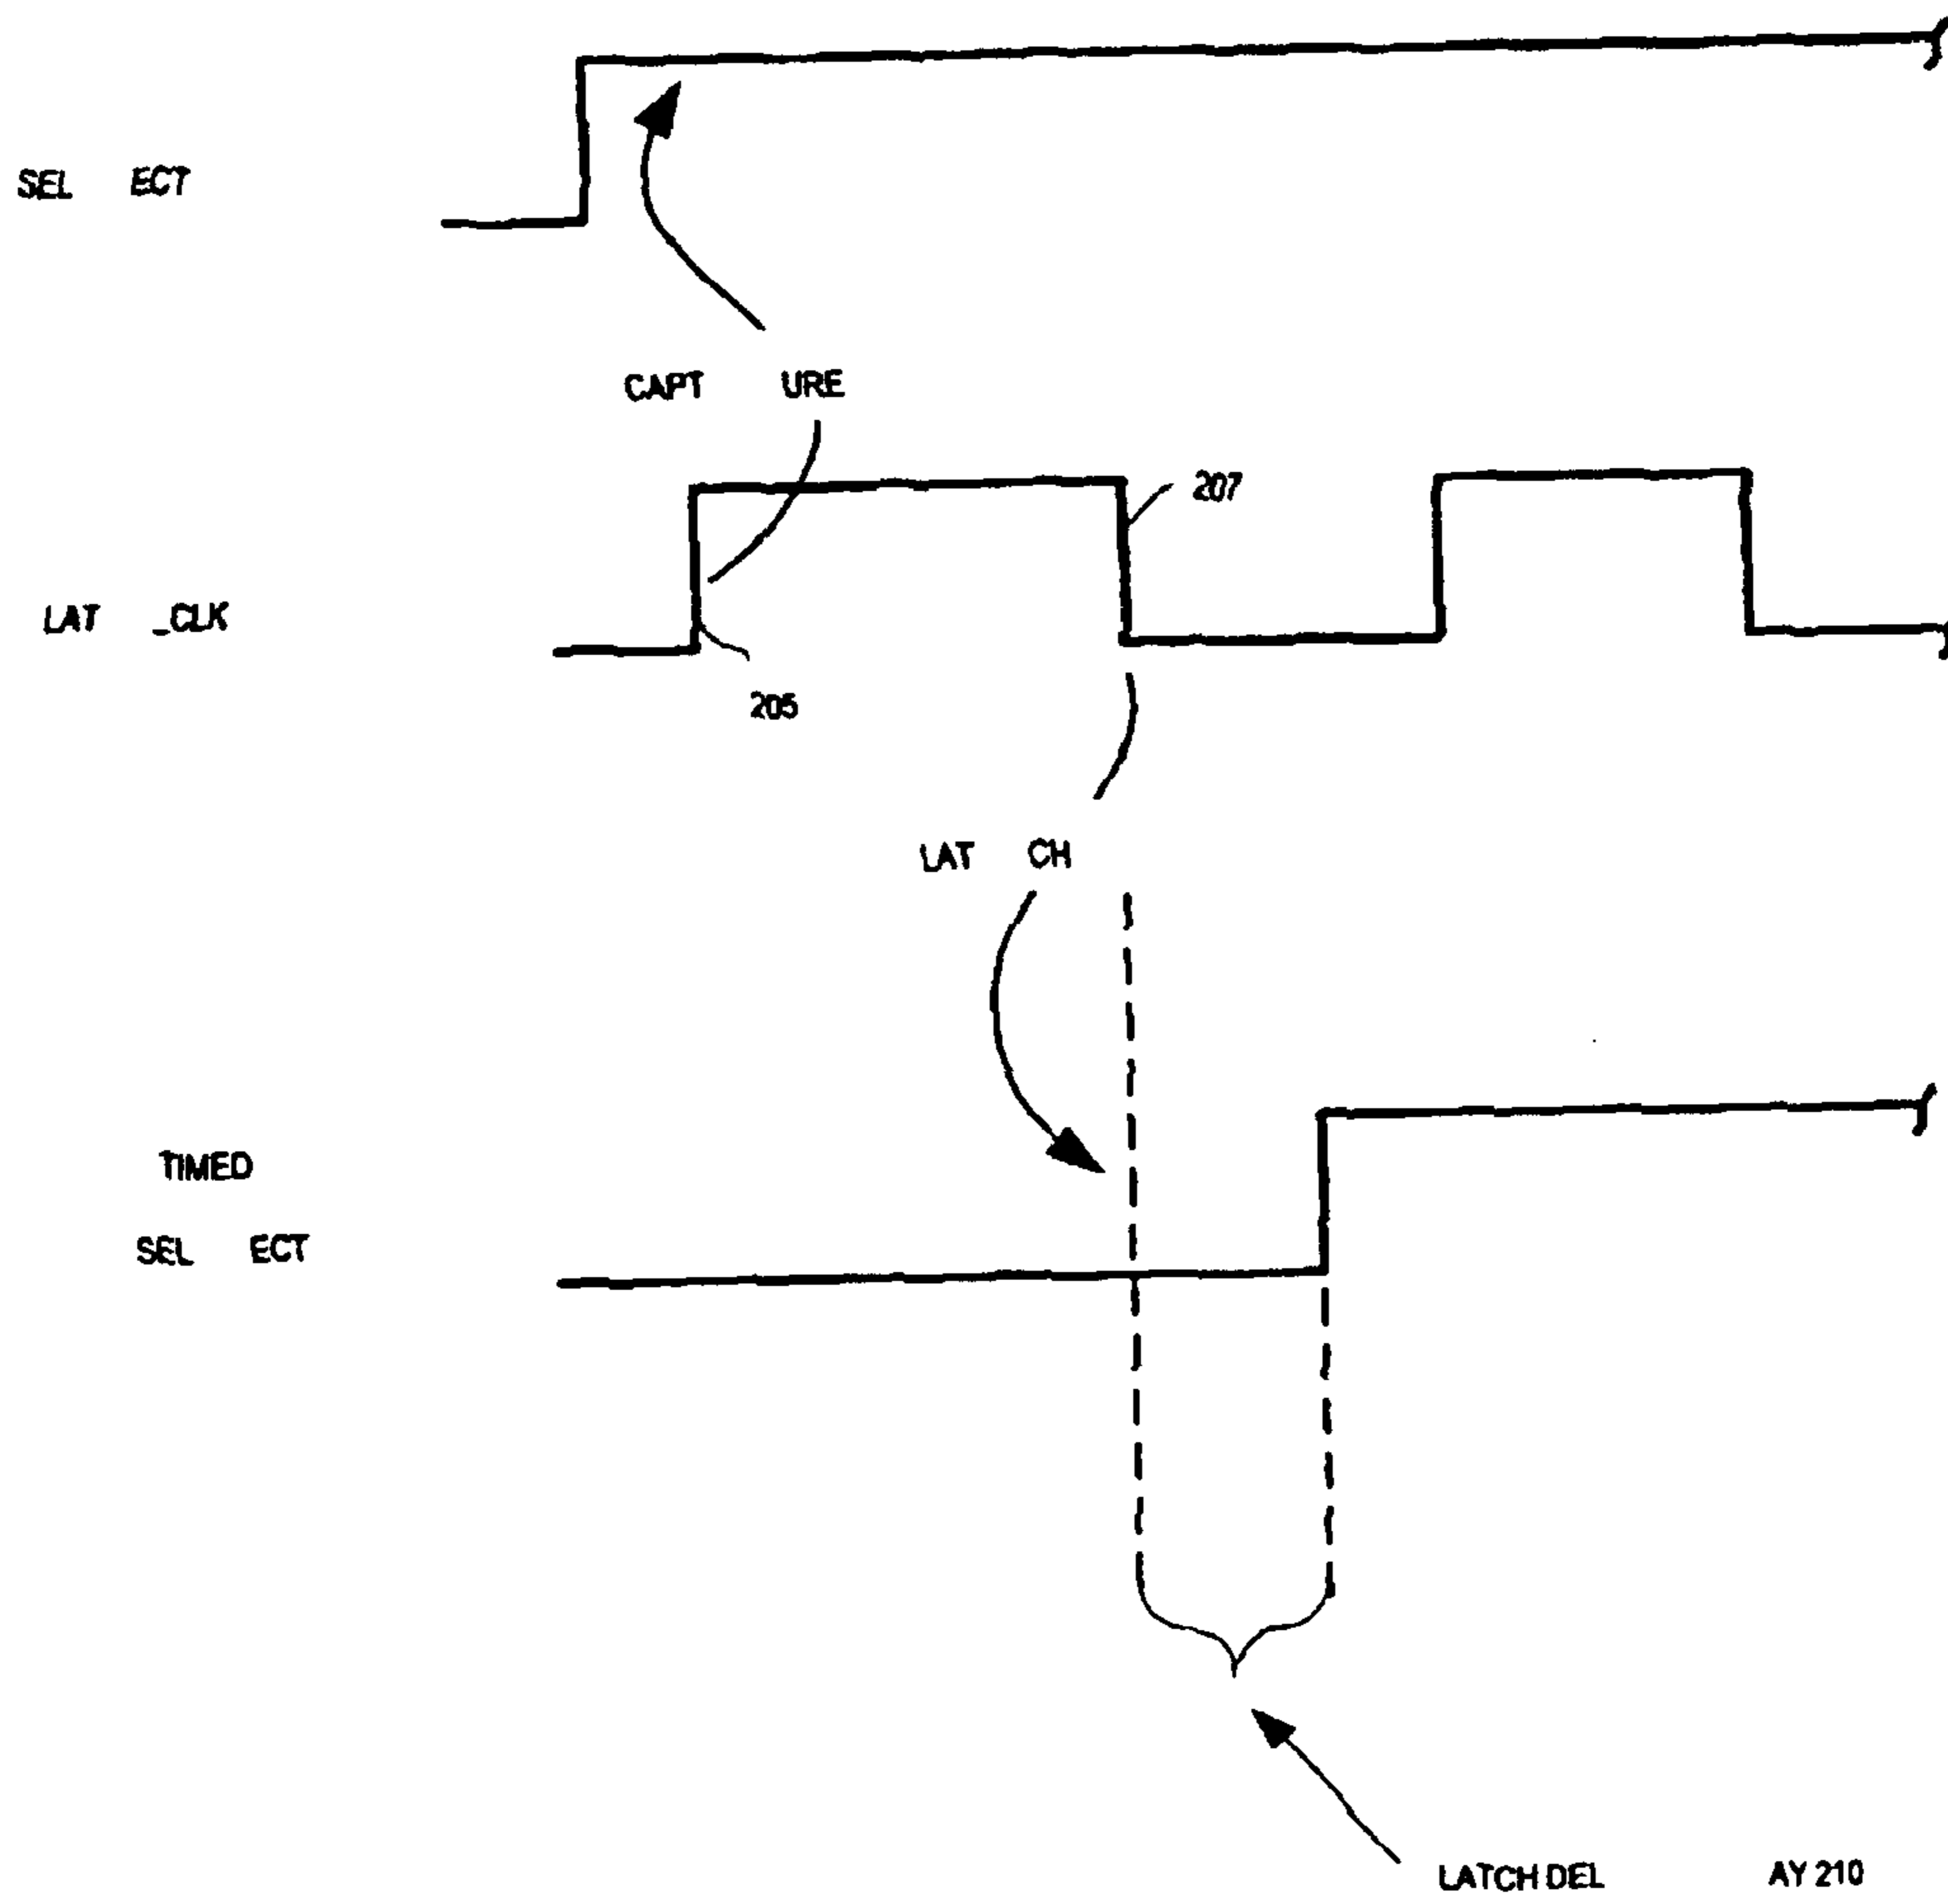 SEL ECT
CAPT URE
207
LAT _CLK
205
LAT CH
TIMED
SEL ECT
LATCH DEL AY 210